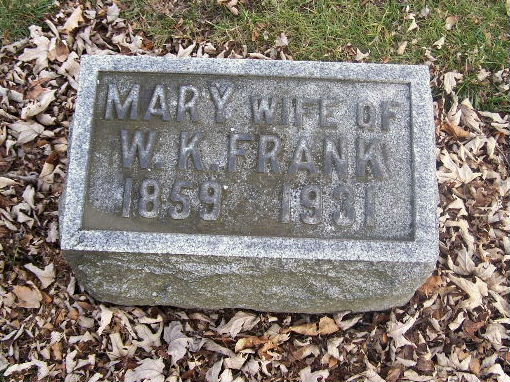 MARY WIFE OF
W. K. FRANK
1859 1931